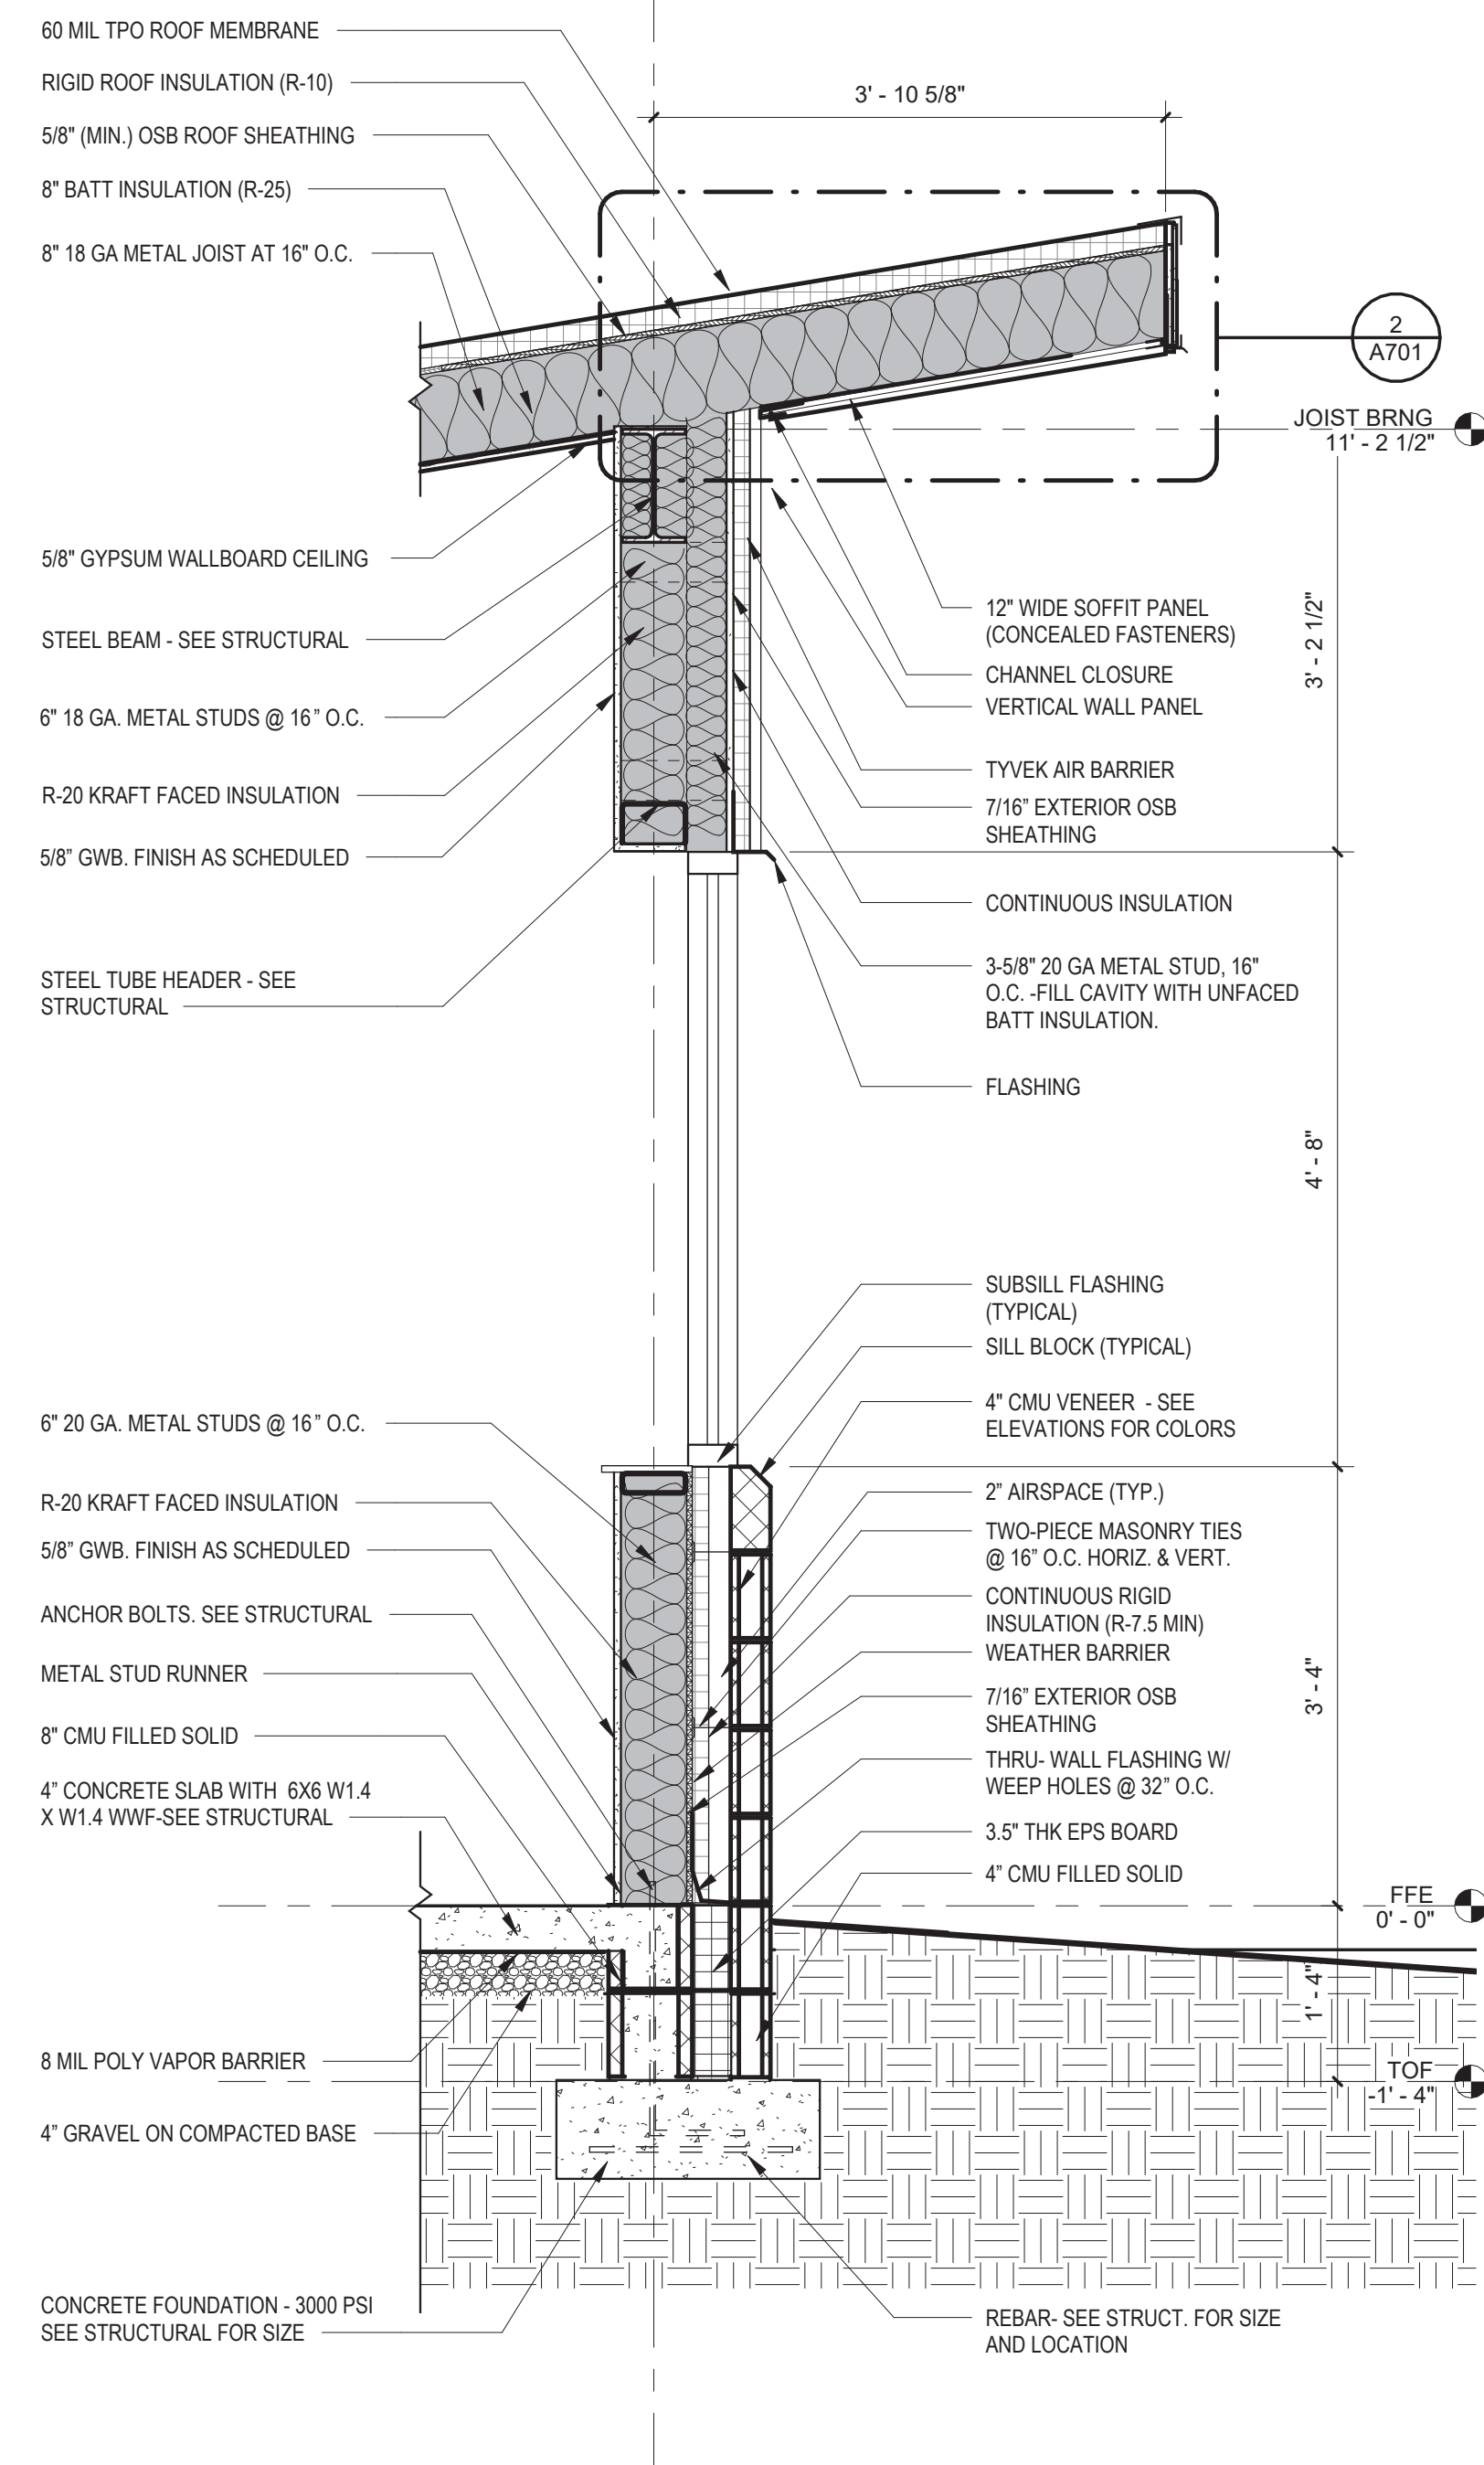 60 MIL TPO ROOF MEMBRANE
RIGID ROOF INSULATION (R-10)
5/8" (MIN.) OSB ROOF SHEATHING
8" BATT INSULATION (R-25)
8" 18 GA METAL JOIST AT 16" O.C.
3' - 10 5/8"
2
A701
JOIST BRNG
11' - 2 1/2"
5/8" GYPSUM WALLBOARD CEILING
STEEL BEAM - SEE STRUCTURAL
6" 18 GA. METAL STUDS @ 16” O.C.
R-20 KRAFT FACED INSULATION
5/8” GWB. FINISH AS SCHEDULED
STEEL TUBE HEADER - SEE
STRUCTURAL
12" WIDE SOFFIT PANEL
(CONCEALED FASTENERS)
CHANNEL CLOSURE
VERTICAL WALL PANEL
TYVEK AIR BARRIER
7/16” EXTERIOR OSB
SHEATHING
CONTINUOUS INSULATION
3-5/8" 20 GA METAL STUD, 16"
O.C. -FILL CAVITY WITH UNFACED
BATT INSULATION.
FLASHING
3' - 2 1/2"
4' - 8"
SUBSILL FLASHING
(TYPICAL)
SILL BLOCK (TYPICAL)
4" CMU VENEER - SEE
ELEVATIONS FOR COLORS
2” AIRSPACE (TYP.)
TWO-PIECE MASONRY TIES
@ 16” O.C. HORIZ. & VERT.
CONTINUOUS RIGID
INSULATION (R-7.5 MIN)
WEATHER BARRIER
7/16” EXTERIOR OSB
SHEATHING
THRU- WALL FLASHING W/
WEEP HOLES @ 32” O.C.
3.5" THK EPS BOARD
4” CMU FILLED SOLID
3' - 4"
6" 20 GA. METAL STUDS @ 16” O.C.
R-20 KRAFT FACED INSULATION
5/8” GWB. FINISH AS SCHEDULED
ANCHOR BOLTS. SEE STRUCTURAL
METAL STUD RUNNER
8" CMU FILLED SOLID
4” CONCRETE SLAB WITH 6X6 W1.4
X W1.4 WWF-SEE STRUCTURAL
FFE
0' - 0"
1' - 4"
8 MIL POLY VAPOR BARRIER
TOF
-1' - 4"
4” GRAVEL ON COMPACTED BASE
CONCRETE FOUNDATION - 3000 PSI
SEE STRUCTURAL FOR SIZE
REBAR- SEE STRUCT. FOR SIZE
AND LOCATION